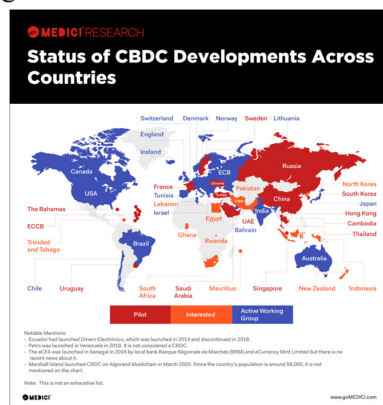 MEDICI RESEARCH
Status of CBDC Developments Across
Countries
Switzerland Denmark Norway Sweden Lithuania
England
Iceland
Canada
USA
ECB
Russia
Ukraine
France
Tunisia
Lebanon
Israel
Pakistan
China
India
North Korea
South Korea
Japan
Hong Kong
Cambodia
Thailand
The Bahamas
ECCB
Trinidad
and Tobago
Egypt
UAE
Bahrain
Ghana
Rwanda
Brazil
Australia
Chile
Uruguay
South
Africa
Saudi
Arabia
Mauritius
Singapore
New Zealand
Indonesia
Pilot
Interested
Active Working
Group
Notable Mentions:
- Ecuador had launched Dinero Electrónico, which was launched in 2014 and discontinued in 2018.
- Petro was launched in Venezuela in 2018. It is not considered a CBDC.
- The eCFA was launched in Senegal in 2016 by local bank Banque Régionale de Marchés (BRM) and eCurrency Mint Limited but there is no
recent news about it.
- Marshall Island launched CBDC on Algorand blockchain in March 2020. Since the country's population is around 58,000, it is not
mentioned on the chart.
Note: This is not an exhaustive list.
MEDICI
www.goMEDICI.com